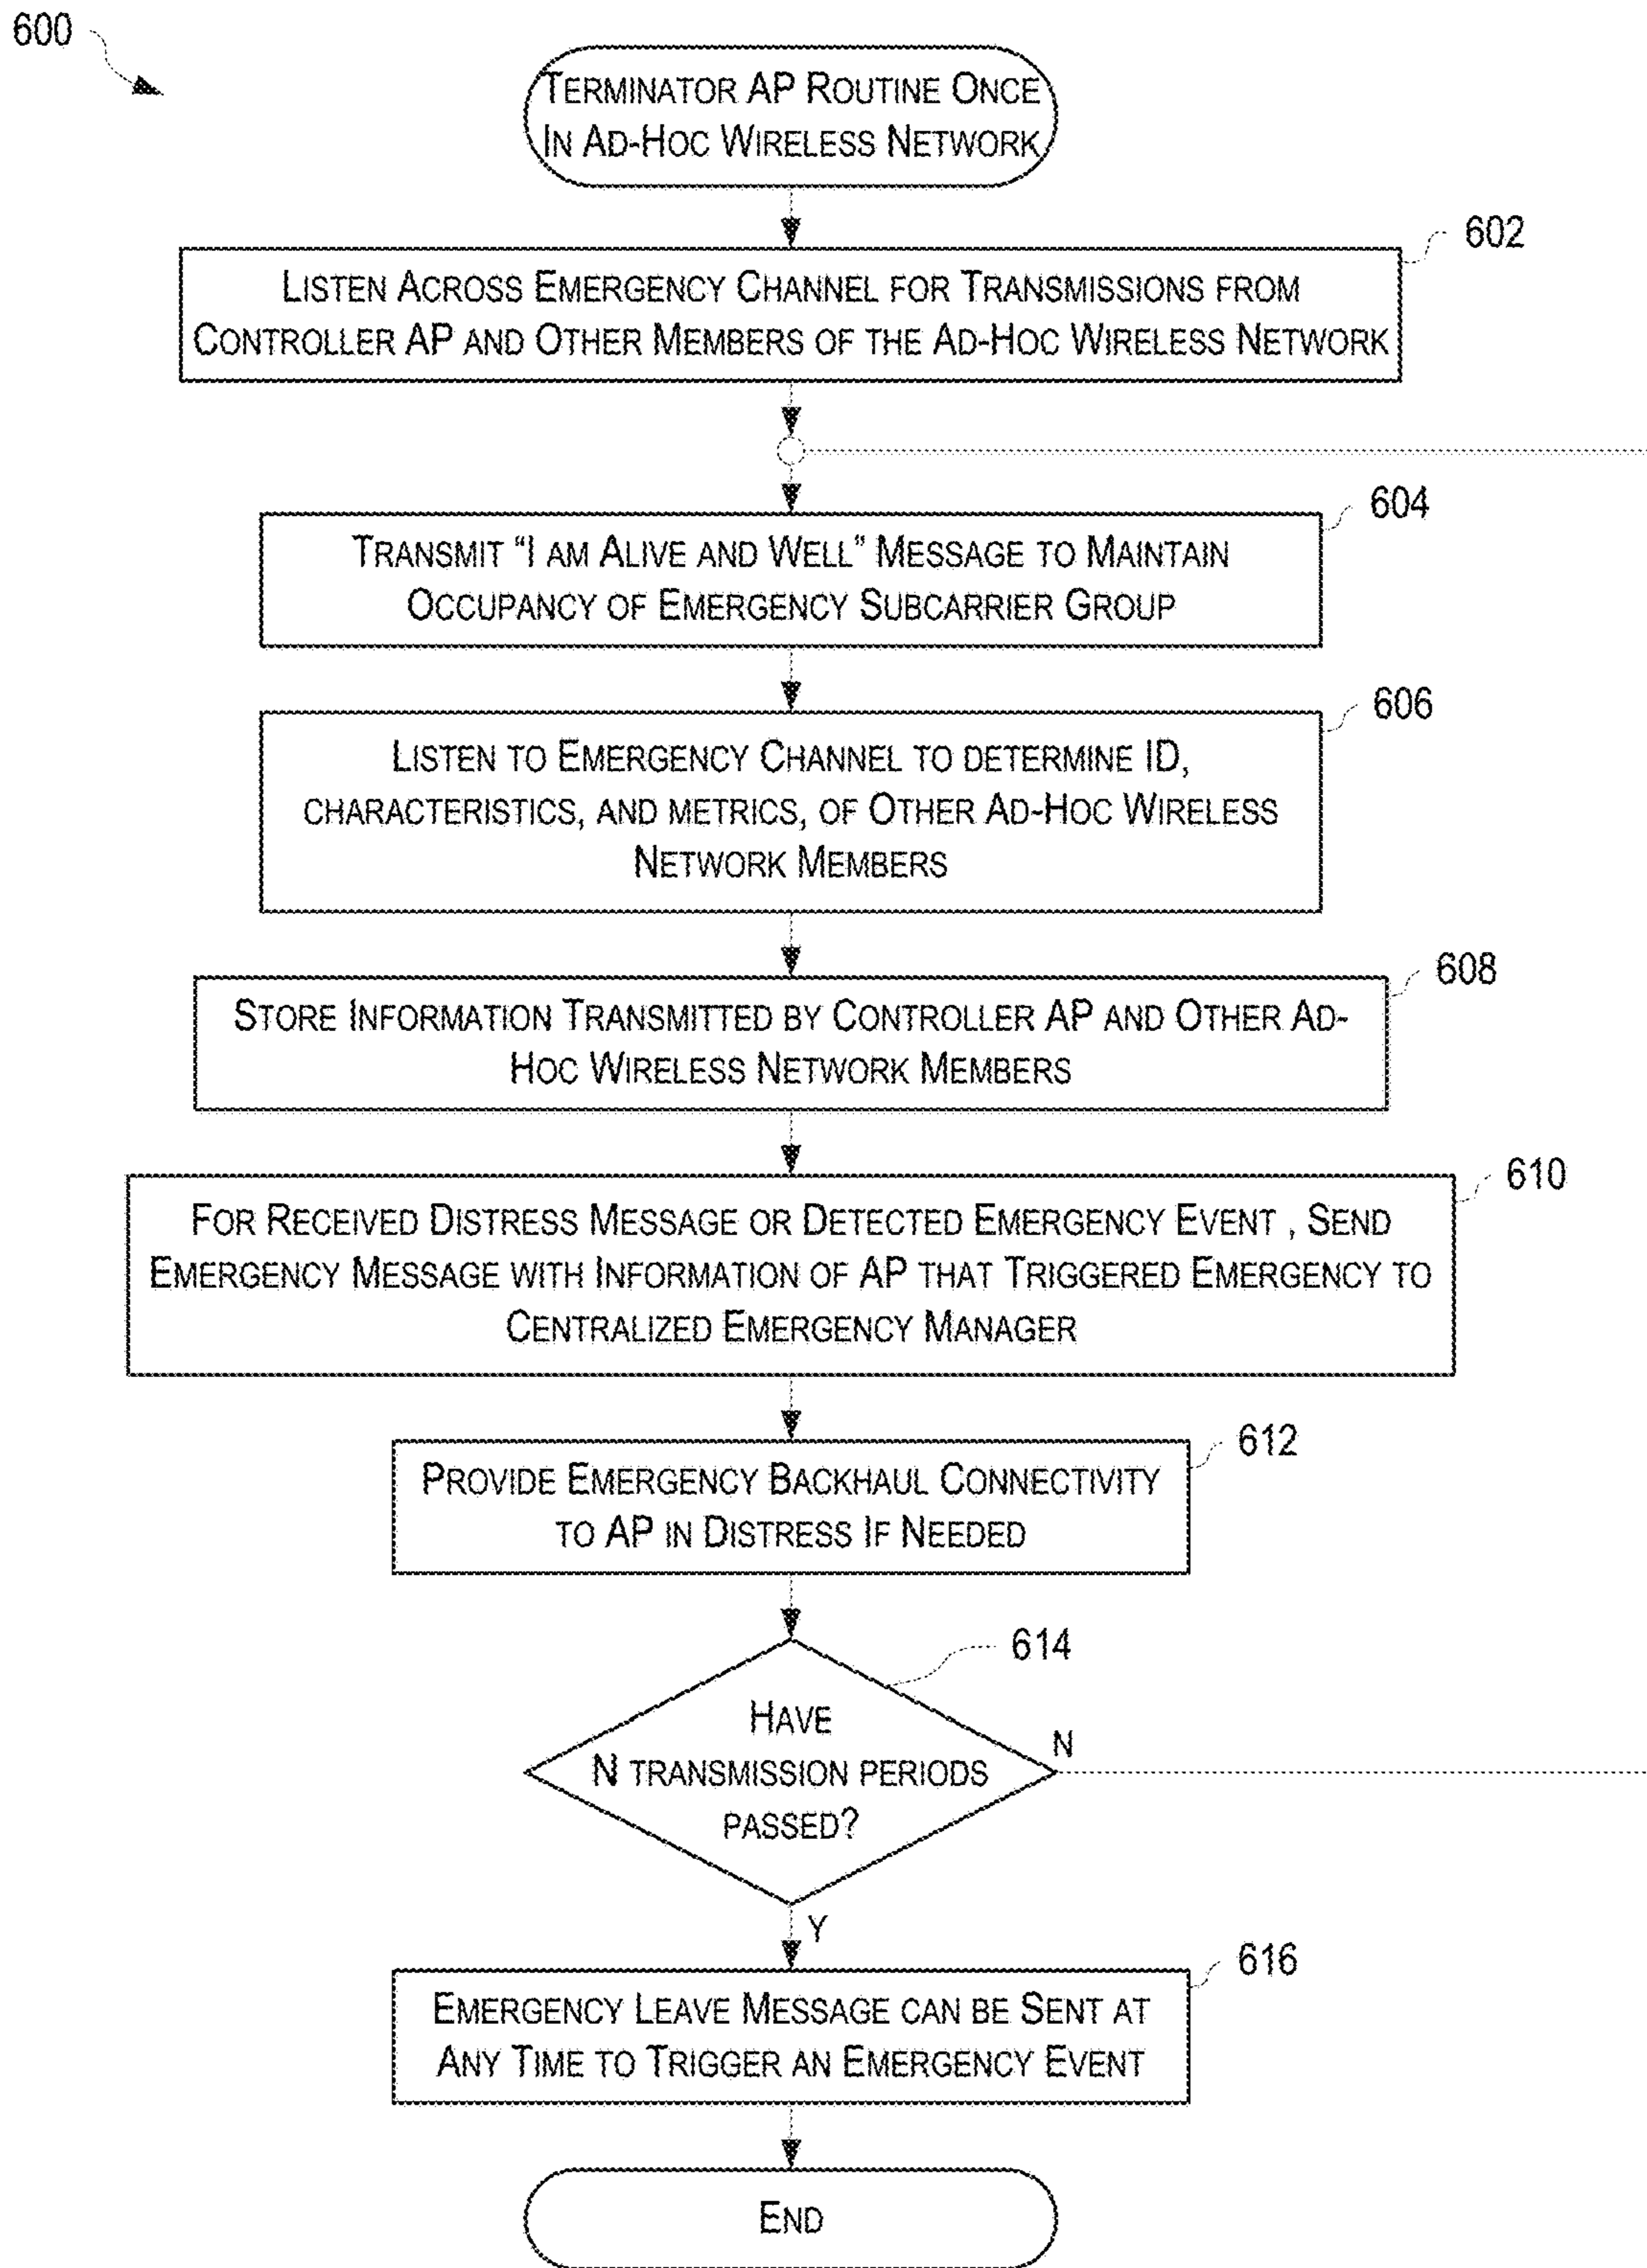 600
TERMINATOR AP ROUTINE ONCE
IN AD-HOC WIRELESS NETWORK
602
LISTEN ACROSS EMERGENCY CHANNEL FOR TRANSMISSIONS FROM
CONTROLLER AP AND OTHER MEMBERS OF THE AD-HOC WIRELESS NETWORK
604
TRANSMIT “I AM ALIVE AND WELL” MESSAGE TO MAINTAIN
OCCUPANCY OF EMERGENCY SUBCARRIER GROUP
606
LISTEN TO EMERGENCY CHANNEL TO DETERMINE ID,
CHARACTERISTICS, AND METRICS, OF OTHER AD-HOC WIRELESS
NETWORK MEMBERS
608
STORE INFORMATION TRANSMITTED BY CONTROLLER AP AND OTHER AD-
HOC WIRELESS NETWORK MEMBERS
610
FOR RECEIVED DISTRESS MESSAGE OR DETECTED EMERGENCY EVENT , SEND
EMERGENCY MESSAGE WITH INFORMATION OF AP THAT TRIGGERED EMERGENCY TO
CENTRALIZED EMERGENCY MANAGER
612
PROVIDE EMERGENCY BACKHAUL CONNECTIVITY
TO AP IN DISTRESS IF NEEDED
614
HAVE
N TRANSMISSION PERIODS
PASSED?
N
Y
616
EMERGENCY LEAVE MESSAGE CAN BE SENT AT
ANY TIME TO TRIGGER AN EMERGENCY EVENT
END